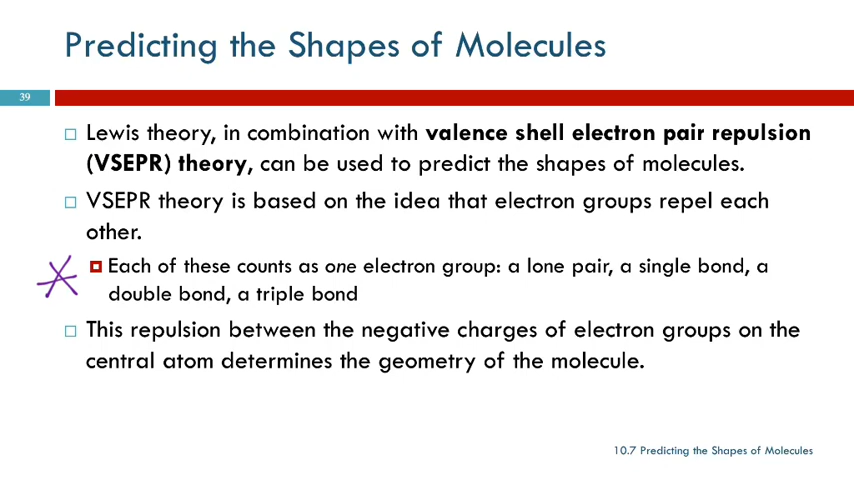 Predicting the Shapes of Molecules
39
Lewis theory, in combination with valence shell electron pair repulsion
(VSEPR) theory, can be used to predict the shapes of molecules.
VSEPR theory is based on the idea that electron groups repel each
other.
Each of these counts as one electron group: a lone pair, a single bond, a
double bond, a triple bond
This repulsion between the negative charges of electron groups on the
central atom determines the geometry of the molecule.
10.7 Predicting the Shapes of Molecules